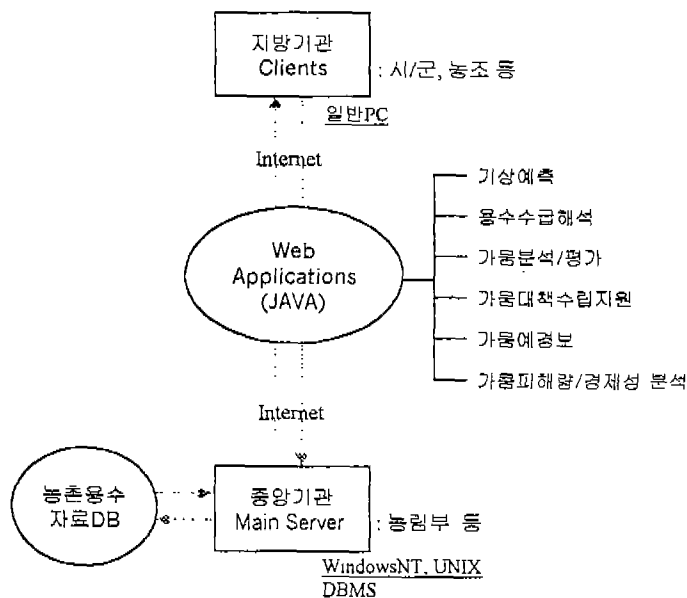 지방기관
Clients
: 시/군, 농조 등
일반PC
Internet
Web
Applications
(JAVA)
기상예측
용수수급해석
가뭄분석/평가
가뭄대책수립지원
가뭄예경보
가뭄피해량/경제성 분석
Internet
농촌용수
자료DB
중앙기관
Main Server
: 농림부 등
WindowsNT, UNIX
DBMS